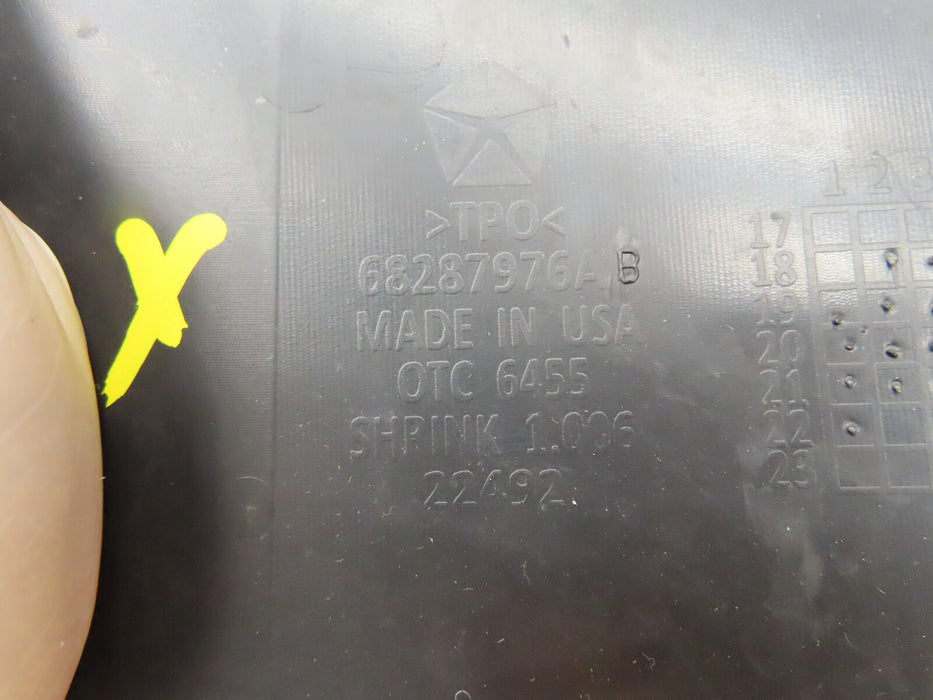 >TPO<
68287976AB
MADE IN USA
OTC 6455
SHRINK 1.006
22492
1 2 3
17
18
19
20
21
22
23